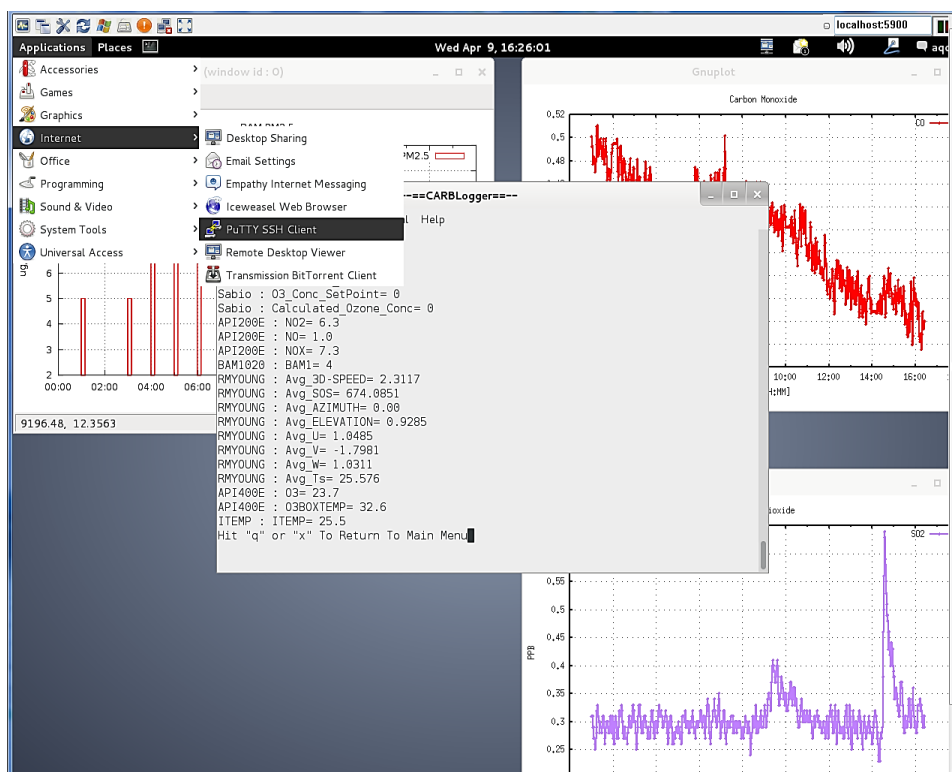 localhost:5900
Applications Places
Wed Apr 9, 16:26:01
Accessories
Games
Graphics
Internet
Office
Programming
Sound & Video
System Tools
Universal Access
Desktop Sharing
Email Settings
Empathy Internet Messaging
Iceweasel Web Browser
PuTTY SSH Client
Remote Desktop Viewer
Transmission BitTorrent Client
(window id : 0)
6
5
4
3
2
00:00 02:00 04:00 06:00
9196.48, 12.3563
--==CARBLogger==--
Help
Sabio : O3_Conc_SetPoint= 0
Sabio : Calculated_Ozone_Conc= 0
API200E : NO2= 6.3
API200E : NO= 1.0
API200E : NOX= 7.3
BAM1020 : BAM1= 4
RMYOUNG : Avg_3D-SPEED= 2.3117
RMYOUNG : Avg_SOS= 674.0851
RMYOUNG : Avg_AZIMUTH= 0.00
RMYOUNG : Avg_ELEVATION= 0.9285
RMYOUNG : Avg_U= 1.0485
RMYOUNG : Avg_V= -1.7981
RMYOUNG : Avg_W= 1.0311
RMYOUNG : Avg_Ts= 25.576
API400E : O3= 23.7
API400E : O3BOXTEMP= 32.6
ITEMP : ITEMP= 25.5
Hit "q" or "x" To Return To Main Menu
Gnuplot
Carbon Monoxide
CO
0.52
0.5
0.48
10:00 12:00 14:00 16:00
SO2
0.55
0.5
0.45
0.4
0.35
0.3
0.25
PPB